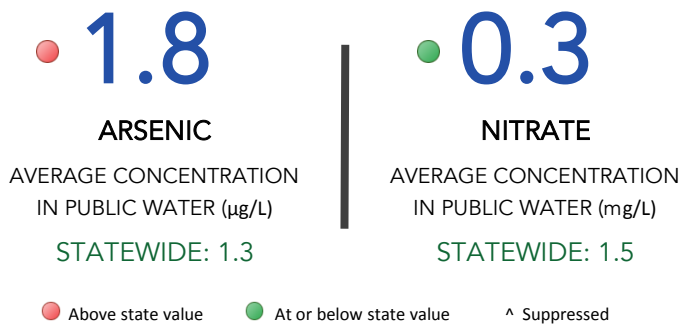 1.8
ARSENIC
AVERAGE CONCENTRATION
IN PUBLIC WATER (µg/L)
STATEWIDE: 1.3
0.3
NITRATE
AVERAGE CONCENTRATION
IN PUBLIC WATER (mg/L)
STATEWIDE: 1.5
Above state value
At or below state value
^ Suppressed